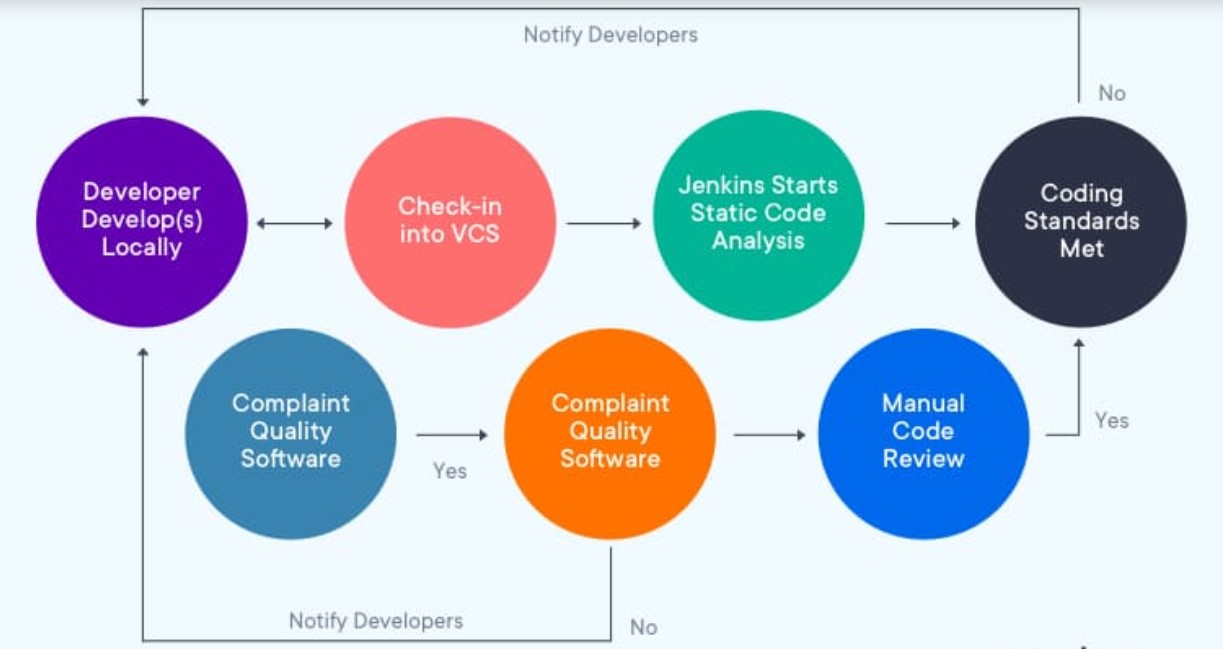 Notify Developers
No
Developer
Develop(s)
Locally
Check-in
into VCS
Jenkins Starts
Static Code
Analysis
Coding
Standards
Met
Complaint
Quality
Software
Yes
Complaint
Quality
Software
Manual
Code
Review
Yes
Notify Developers
No